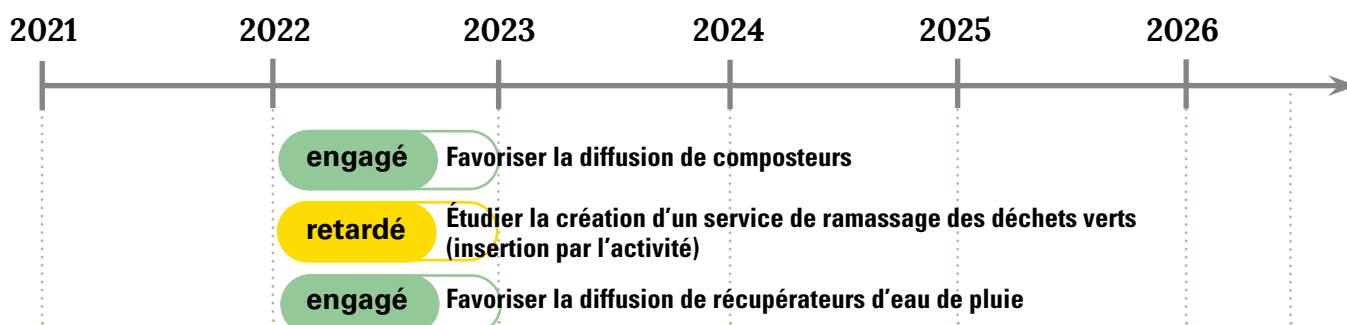 2021 2022 2023 2024 2025 2026
engagé Favoriser la diffusion de composteurs
retardé Étudier la création d’un service de ramassage des déchets verts
(insertion par l’activité)
engagé Favoriser la diffusion de récupérateurs d’eau de pluie